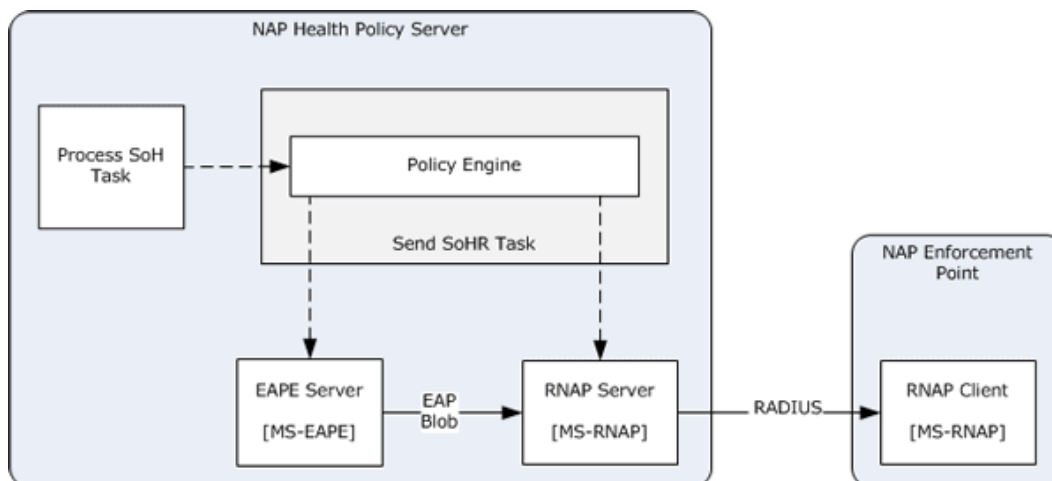 NAP Health Policy Server
Process SoH
Task
Policy Engine
Send SoHR Task
NAP Enforcement
Point
EAPE Server
[MS-EAPE]
EAP
Blob
RNAP Server
[MS-RNAP]
RADIUS
RNAP Client
[MS-RNAP]